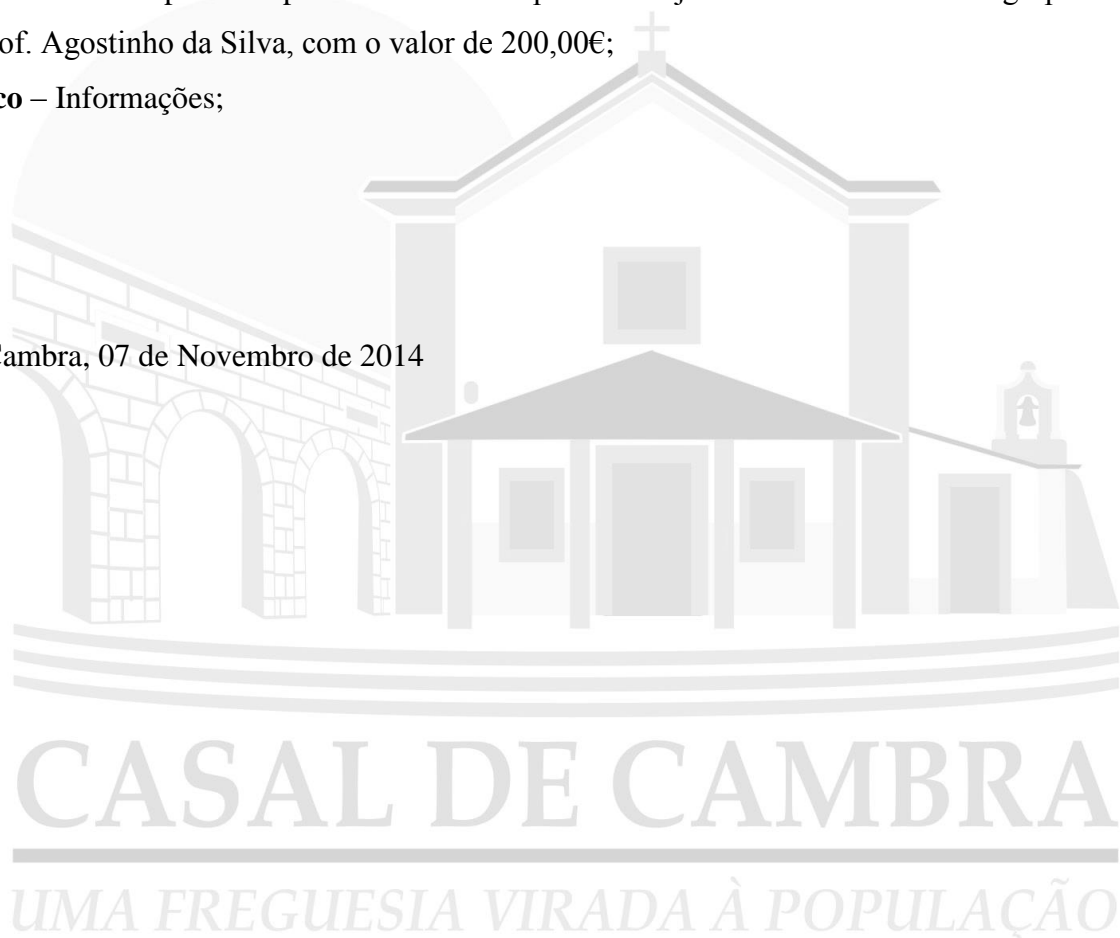 of. Agostinho da Silva, com o valor de 200,00€;
co – Informações;
Cambra, 07 de Novembro de 2014
CASAL DE CAMBRA
UMA FREGUESIA VIRADA À POPULAÇÃO